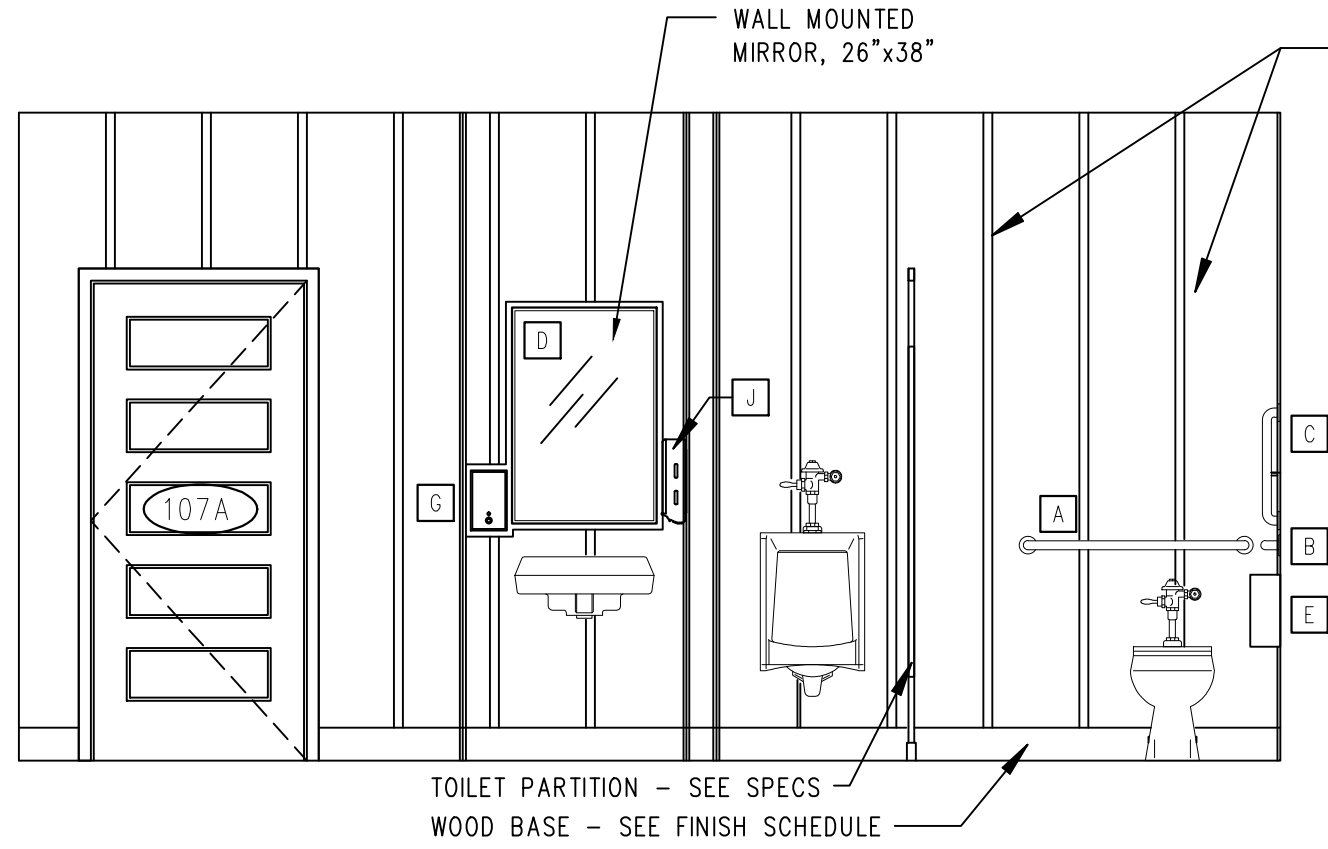 WALL MOUNTED
MIRROR, 26"x38"
D
J
C
G
107A
A
B
E
TOILET PARTITION – SEE SPECS
WOOD BASE – SEE FINISH SCHEDULE